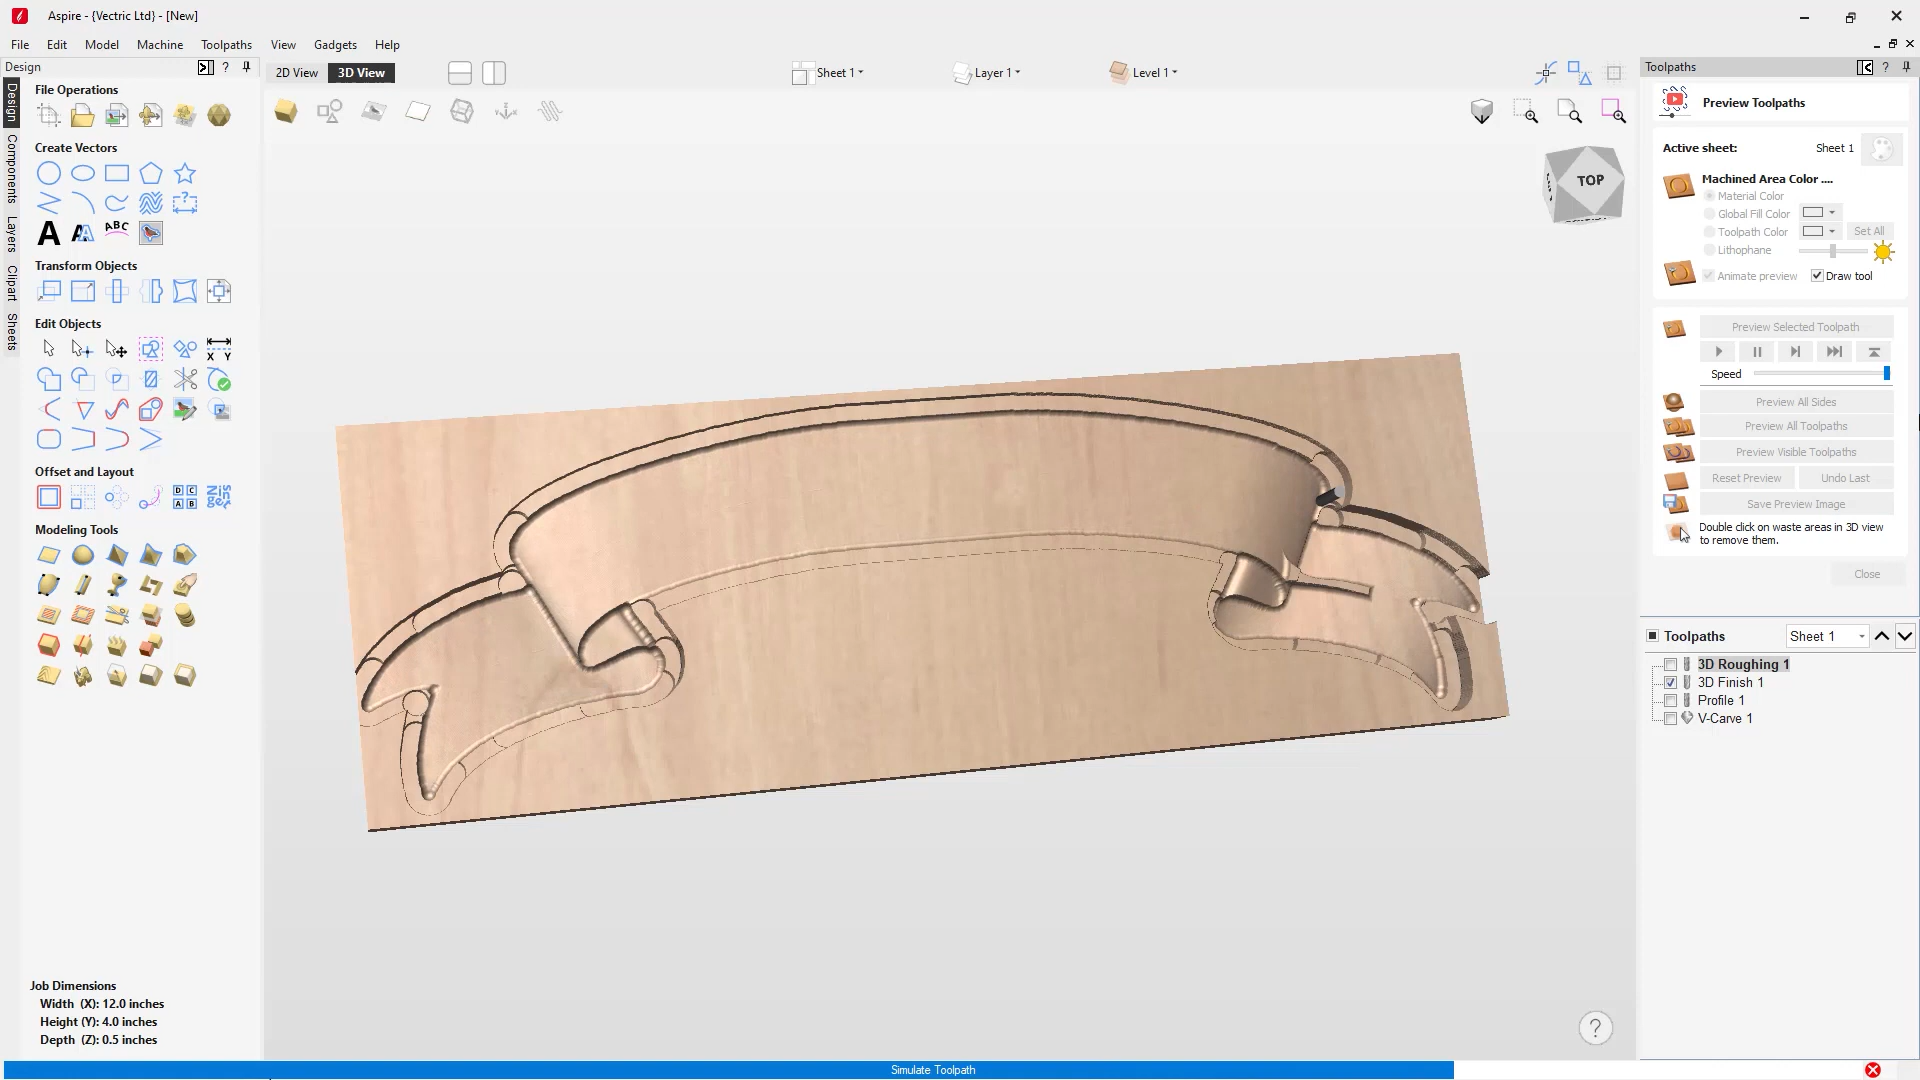 Aspire - {Vectric Ltd} - [New]
File Edit Model Machine Toolpaths View Gadgets Help
Design
2D View 3D View
Sheet 1
Layer 1
Level 1
Toolpaths
Design
Components
Layers
Clipart
Sheets
File Operations
Create Vectors
A
ABC
Transform Objects
Edit Objects
X Y
Offset and Layout
Modeling Tools
Job Dimensions
Width (X): 12.0 inches
Height (Y): 4.0 inches
Depth (Z): 0.5 inches
TOP
Preview Toolpaths
Active sheet: Sheet 1
Machined Area Color ....
Material Color
Global Fill Color
Toolpath Color Set All
Lithophane
Animate preview Draw tool
Preview Selected Toolpath
Speed
Preview All Sides
Preview All Toolpaths
Preview Visible Toolpaths
Reset Preview Undo Last
Save Preview Image
Double click on waste areas in 3D view
to remove them.
Close
Toolpaths Sheet 1
3D Roughing 1
3D Finish 1
Profile 1
V-Carve 1
Simulate Toolpath